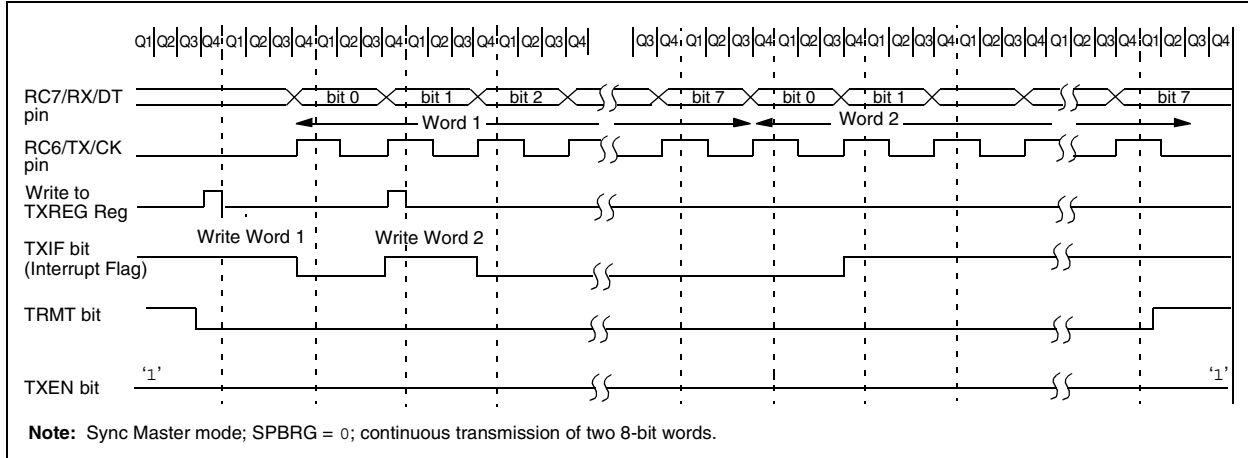 Q1 Q2 Q3 Q4 Q1 Q2 Q3 Q4 Q1 Q2 Q3 Q4 Q1 Q2 Q3 Q4 Q1 Q2 Q3 Q4 Q3 Q4 Q1 Q2 Q3 Q4 Q1 Q2 Q3 Q4 Q1 Q2 Q3 Q4 Q1 Q2 Q3 Q4 Q1 Q2 Q3 Q4 Q1 Q2 Q3 Q4
RC7/RX/DT
pin
bit 0 bit 1 bit 2 bit 7 bit 0 bit 1 bit 7
Word 1 Word 2
RC6/TX/CK
pin
Write to
TXREG Reg
Write Word 1 Write Word 2
TXIF bit
(Interrupt Flag)
TRMT bit
TXEN bit
‘1’ ‘1’
Note: Sync Master mode; SPBRG = 0; continuous transmission of two 8-bit words.